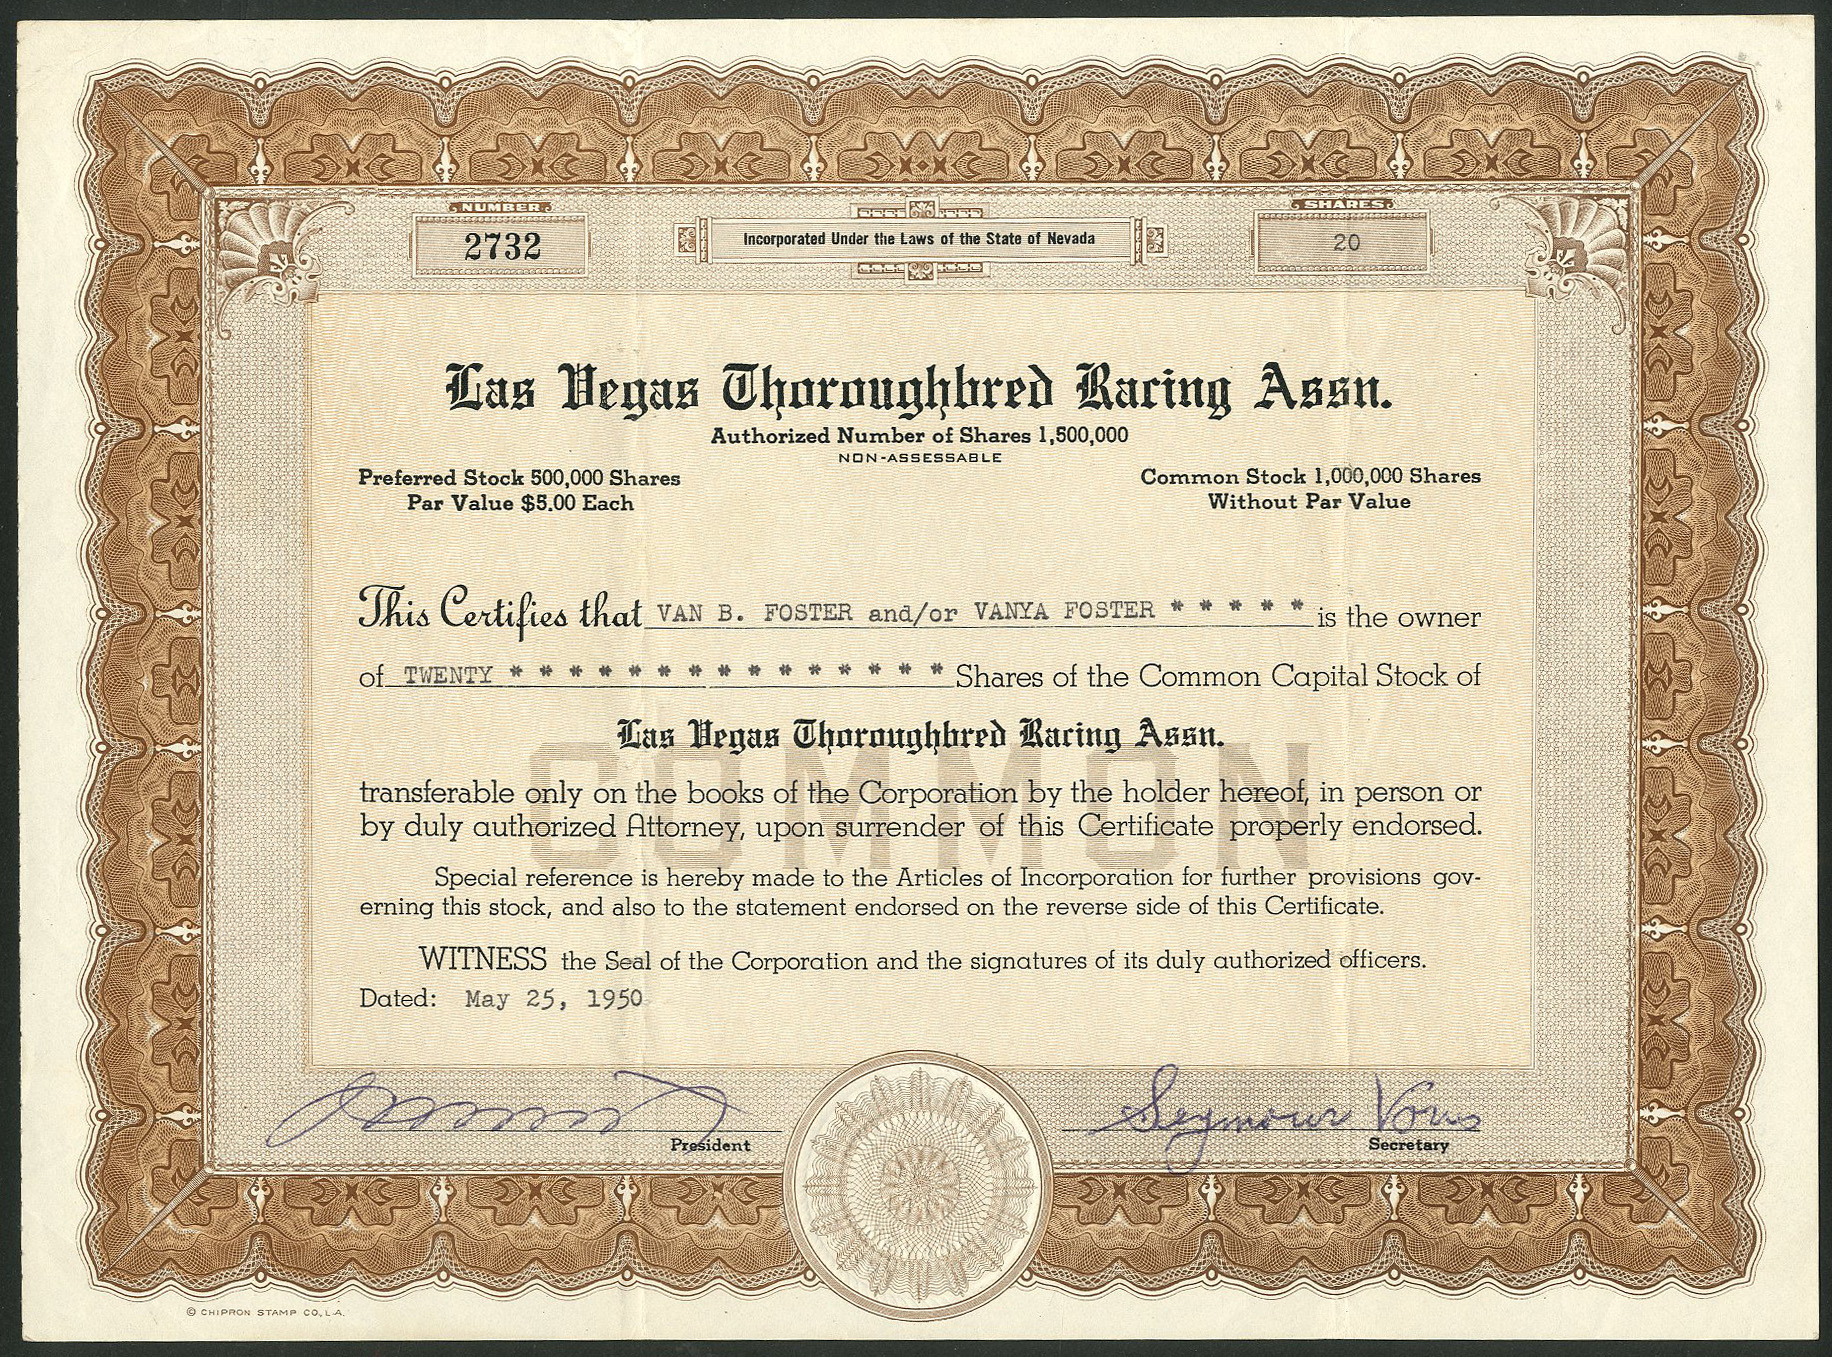 NUMBER
2732
Incorporated Under the Laws of the State of Nevada
SHARES
20
Las Vegas Thoroughbred Racing Assn.
Authorized Number of Shares 1,500,000
NON-ASSESSABLE
Preferred Stock 500,000 Shares
Par Value $5.00 Each
Common Stock 1,000,000 Shares
Without Par Value
This Certifies that VAN B. FOSTER and/or VANYA FOSTER * * * * * is the owner
of TWENTY * * * * * * * * * * * * * * * Shares of the Common Capital Stock of
Las Vegas Thoroughbred Racing Assn.
COMMON
transferable only on the books of the Corporation by the holder hereof, in person or
by duly authorized Attorney, upon surrender of this Certificate properly endorsed.
Special reference is hereby made to the Articles of Incorporation for further provisions gov-
erning this stock, and also to the statement endorsed on the reverse side of this Certificate.
WITNESS the Seal of the Corporation and the signatures of its duly authorized officers.
Dated: May 25, 1950
President
Seymour
Secretary
© CHIPRON STAMP CO., L.A.